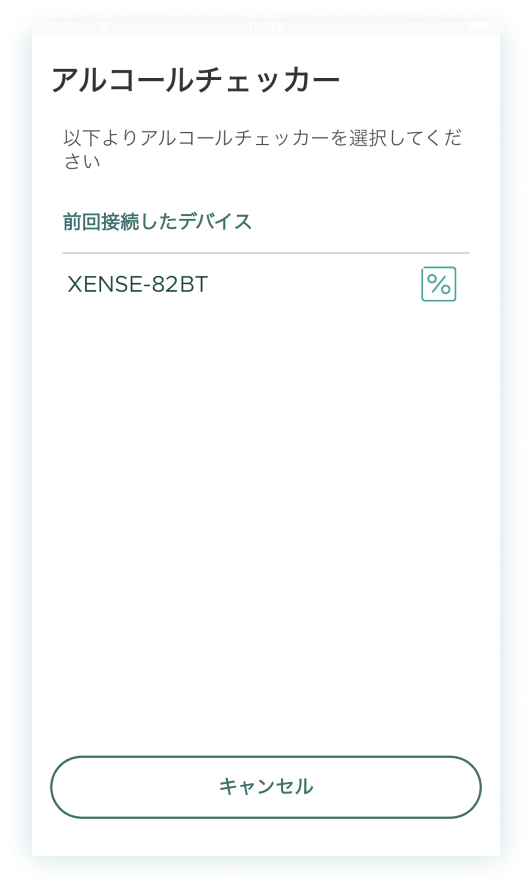 アルコールチェッカー
以下よりアルコールチェッカーを選択してくだ
さい
前回接続したデバイス
XENSE-82BT
%
キャンセル